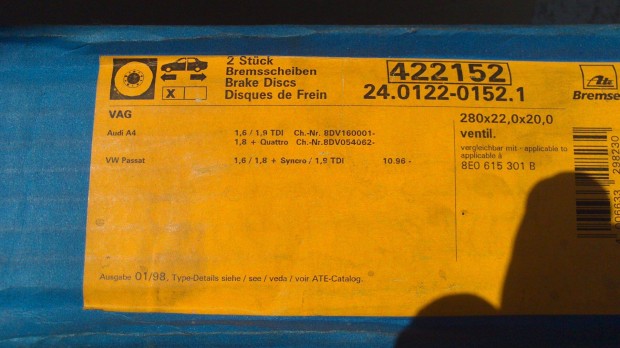 2 Stück
Bremsscheiben
Brake Discs
Disques de Frein
X
422152
24.0122-0152.1
Ate
Bremse
VAG
Audi A4 1,6 / 1,9 TDI Ch.-Nr. 8DV160001-
1,8 + Quattro Ch.-Nr.8DV054062-
VW Passat 1,6 / 1,8 + Syncro / 1,9 TDI 10.96 -
280x22,0x20,0
ventil.
vergleichbar mit - applicable to
applicable à
8E0 615 301 B
06633 298230
Ausgabe 01/98, Type-Details siehe / see / veda / voir ATE-Catalog.